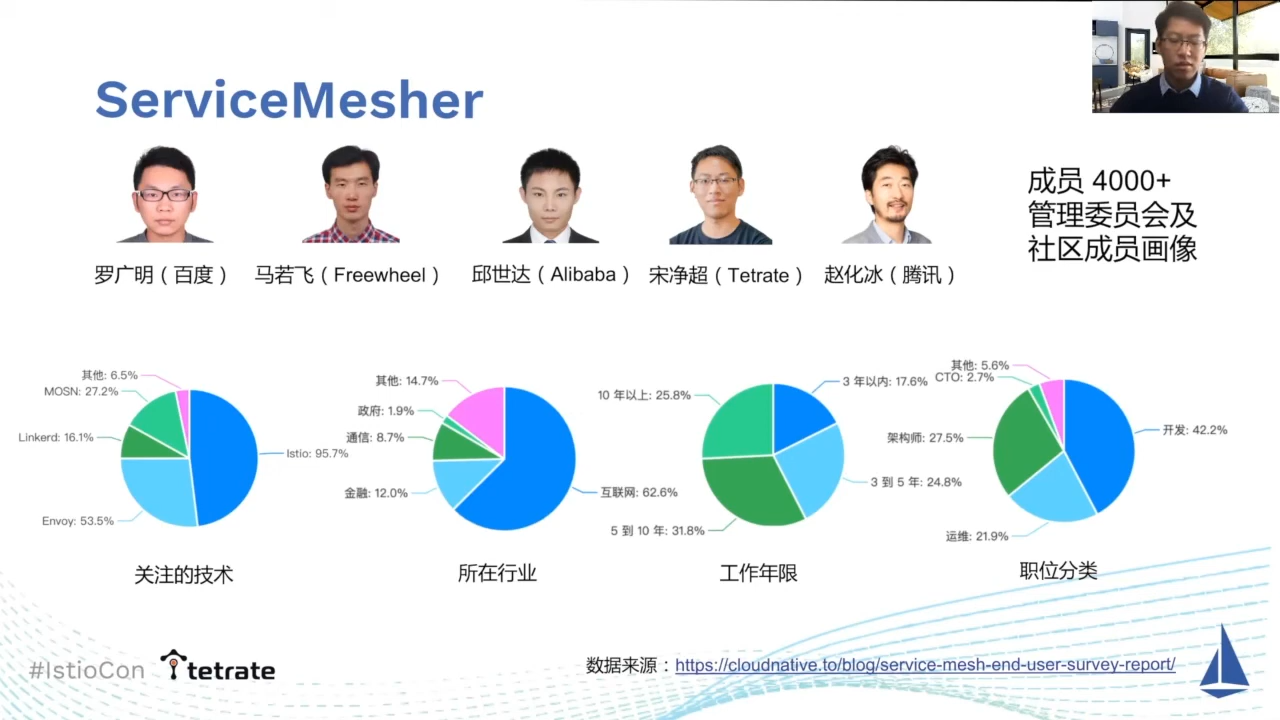 ServiceMesher
罗广明（百度）
马若飞（Freewheel）
邱世达（Alibaba）
宋净超（Tetrate）
赵化冰（腾讯）
成员 4000+
管理委员会及
社区成员画像
其他: 6.5%
MOSN: 27.2%
Linkerd: 16.1%
Istio: 95.7%
Envoy: 53.5%
关注的技术
其他: 14.7%
政府: 1.9%
通信: 8.7%
金融: 12.0%
互联网: 62.6%
所在行业
10 年以上: 25.8%
3 年以内: 17.6%
3 到 5 年: 24.8%
5 到 10 年: 31.8%
工作年限
其他: 5.6%
CTO: 2.7%
架构师: 27.5%
开发: 42.2%
运维: 21.9%
职位分类
#IstioCon
tetrate
数据来源：https://cloudnative.to/blog/service-mesh-end-user-survey-report/